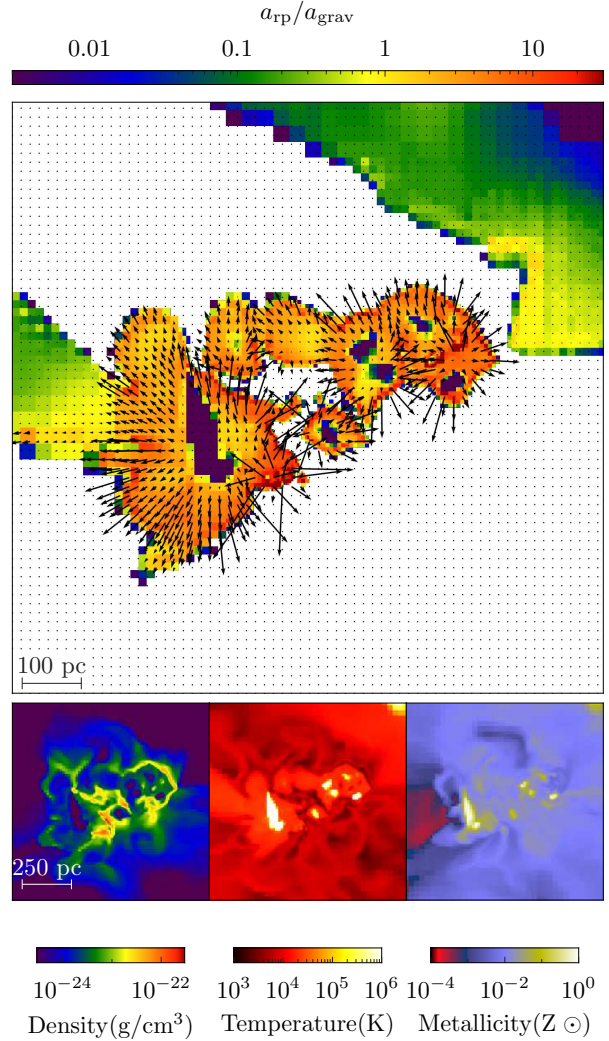 a_rp/a_grav
0.01 0.1 1 10
100 pc
250 pc
10^−24 10^−22 10^3 10^4 10^5 10^6 10^−4 10^−2 10^0
Density(g/cm^3) Temperature(K) Metallicity(Z ⊙)